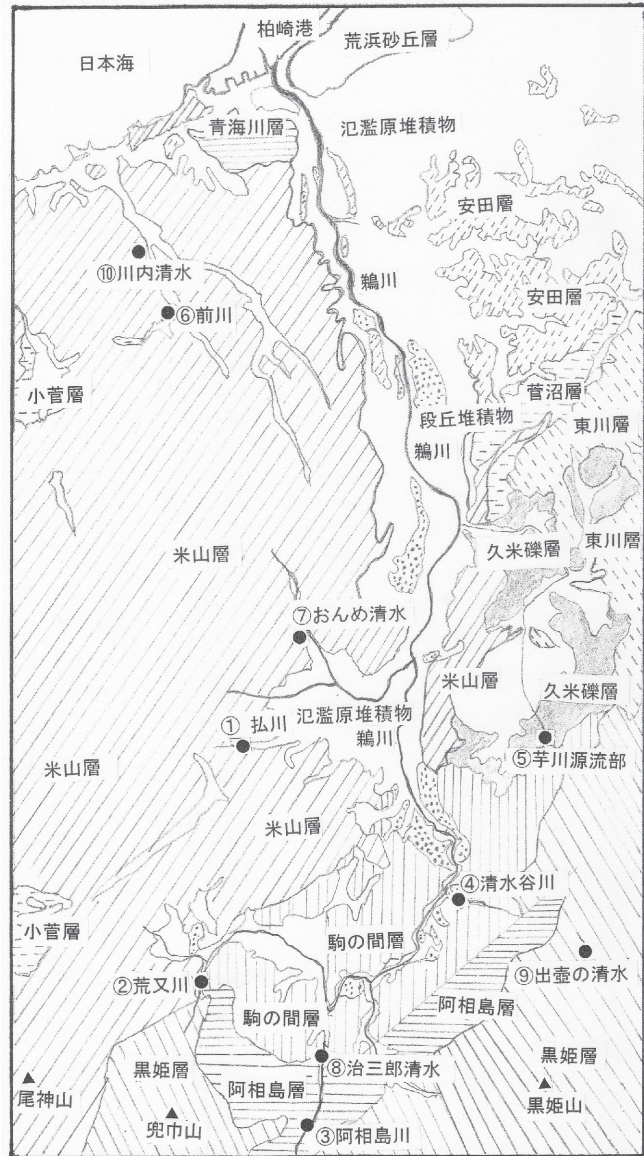 柏崎港
荒浜砂丘層
日本海
青海川層
氾濫原堆積物
安田層
⑩川内清水
鵜川
安田層
⑥前川
小菅層
菅沼層
段丘堆積物
東川層
鵜川
米山層
久米礫層
東川層
⑦おんめ清水
米山層
久米礫層
氾濫原堆積物
① 払川
鵜川
⑤芋川源流部
米山層
米山層
④清水谷川
小菅層
駒の間層
⑨出壺の清水
②荒又川
阿相島層
駒の間層
黒姫層
黒姫層
⑧治三郎清水
阿相島層
尾神山
黒姫山
兜巾山
③阿相島川